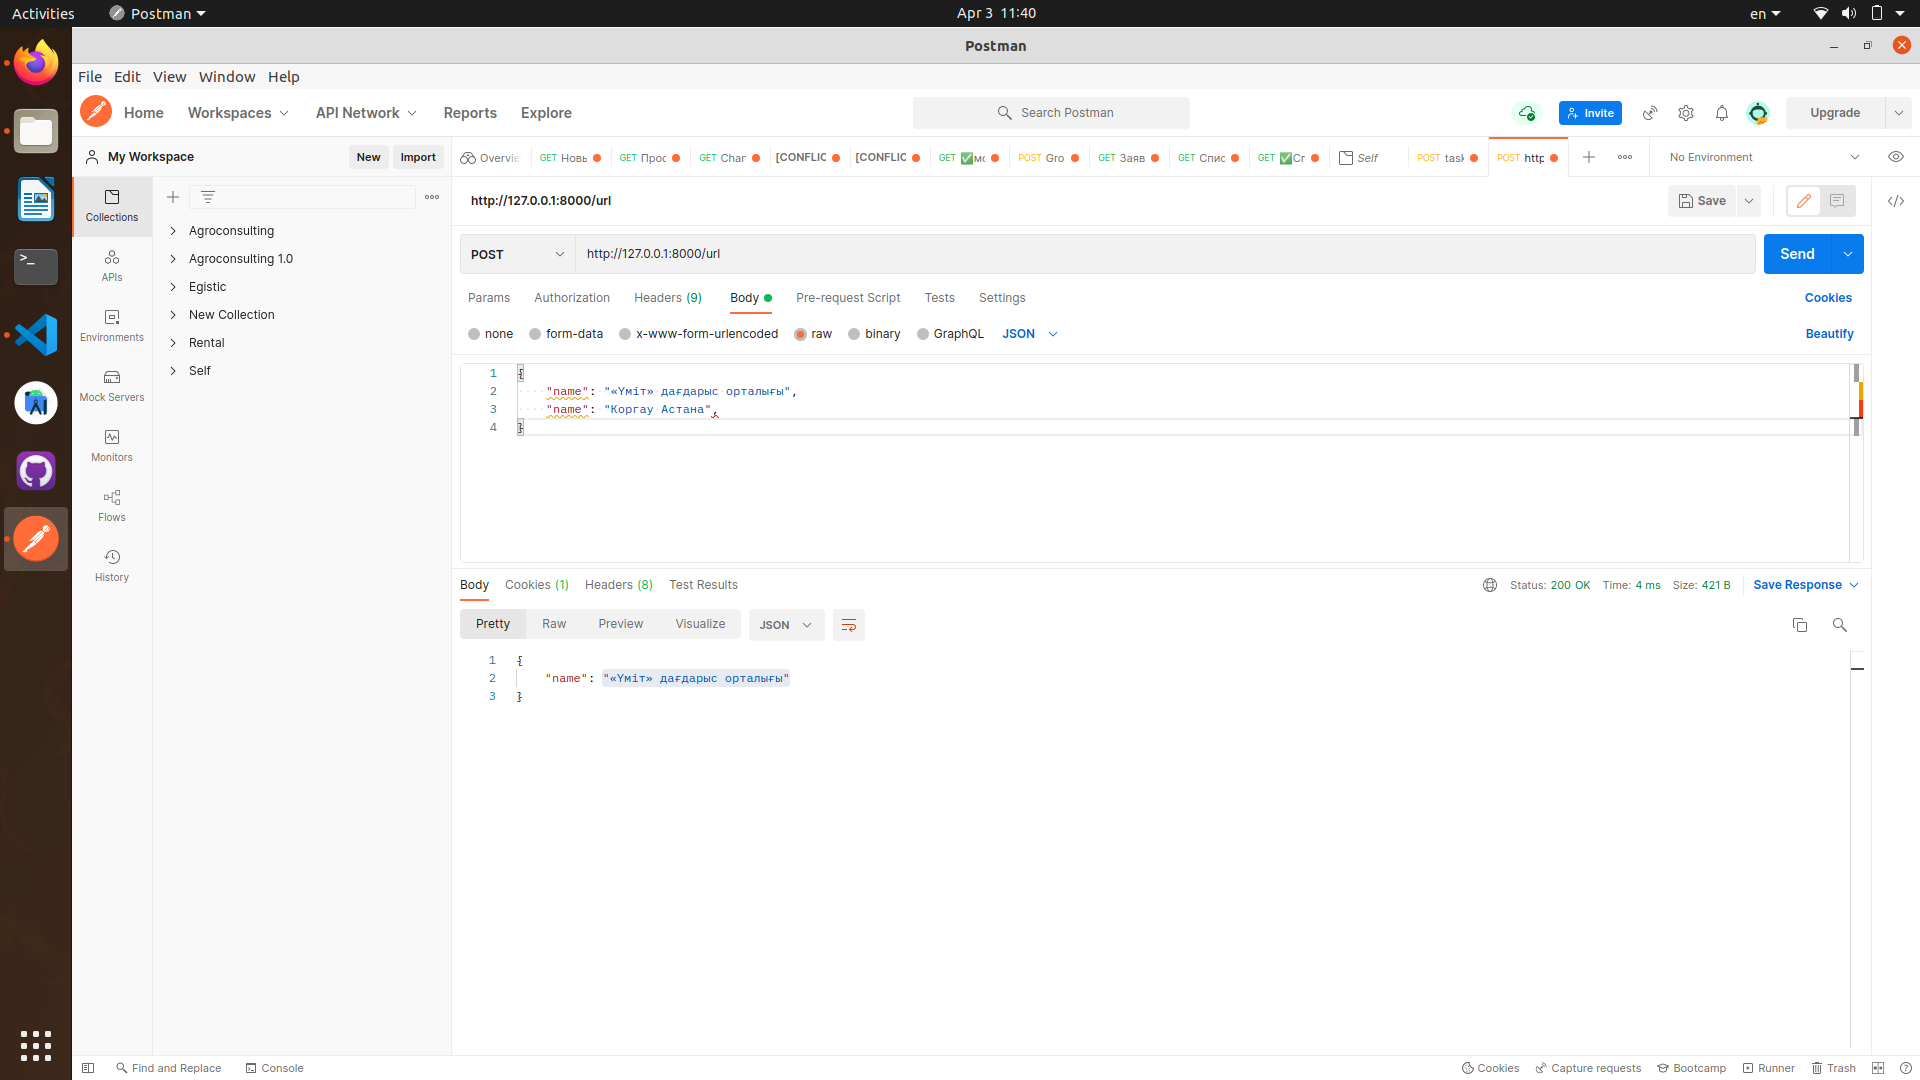 Activities Postman Apr 3 11:40 en
Postman
File Edit View Window Help
Home Workspaces API Network Reports Explore Search Postman Invite Upgrade
My Workspace New Import
Overvie GET Новы GET Прос GET Char [CONFLIC [CONFLIC GET ✅мо POST Gro GET Заяв GET Спис GET ✅Сп Self POST task POST http No Environment
Collections
APIs
Environments
Mock Servers
Monitors
Flows
History
Agroconsulting
Agroconsulting 1.0
Egistic
New Collection
Rental
Self
http://127.0.0.1:8000/url Save </>
POST http://127.0.0.1:8000/url Send
Params Authorization Headers (9) Body Pre-request Script Tests Settings Cookies
none form-data x-www-form-urlencoded raw binary GraphQL JSON Beautify
1 {
2 "name": "«Үміт» дағдарыс орталығы",
3 "name": "Коргау Астана",
4 }
Body Cookies (1) Headers (8) Test Results Status: 200 OK Time: 4 ms Size: 421 B Save Response
Pretty Raw Preview Visualize JSON
1 {
2 "name": "«Үміт» дағдарыс орталығы"
3 }
Find and Replace Console Cookies Capture requests Bootcamp Runner Trash